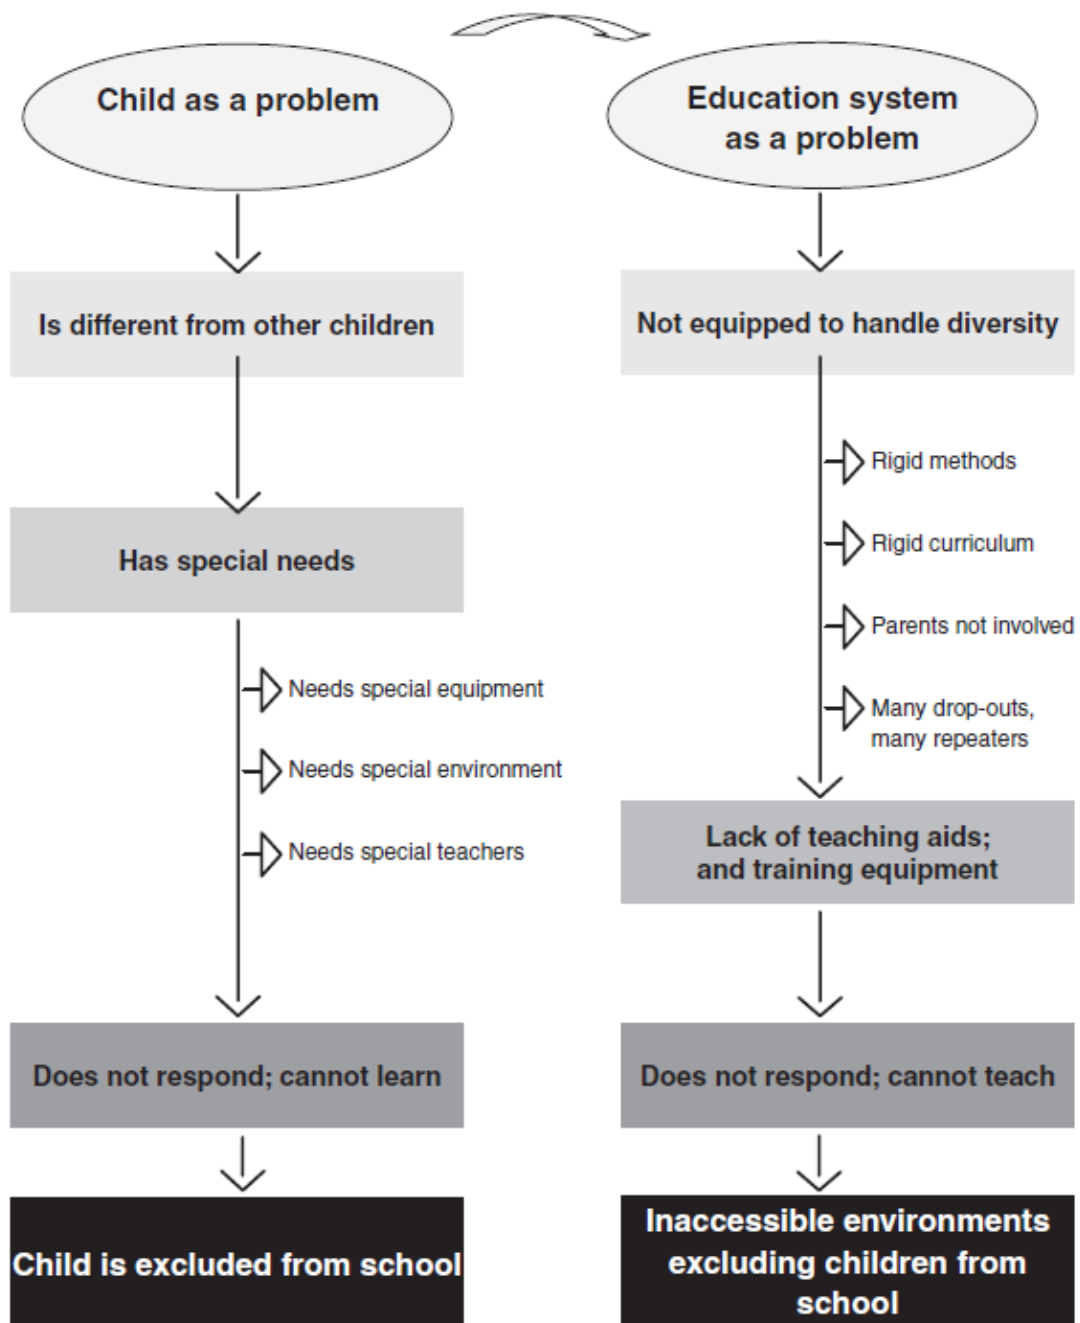 Child as a problem
Is different from other children
Has special needs
Needs special equipment
Needs special environment
Needs special teachers
Does not respond; cannot learn
Child is excluded from school
Education system
as a problem
Not equipped to handle diversity
Rigid methods
Rigid curriculum
Parents not involved
Many drop-outs,
many repeaters
Lack of teaching aids;
and training equipment
Does not respond; cannot teach
Inaccessible environments
excluding children from
school